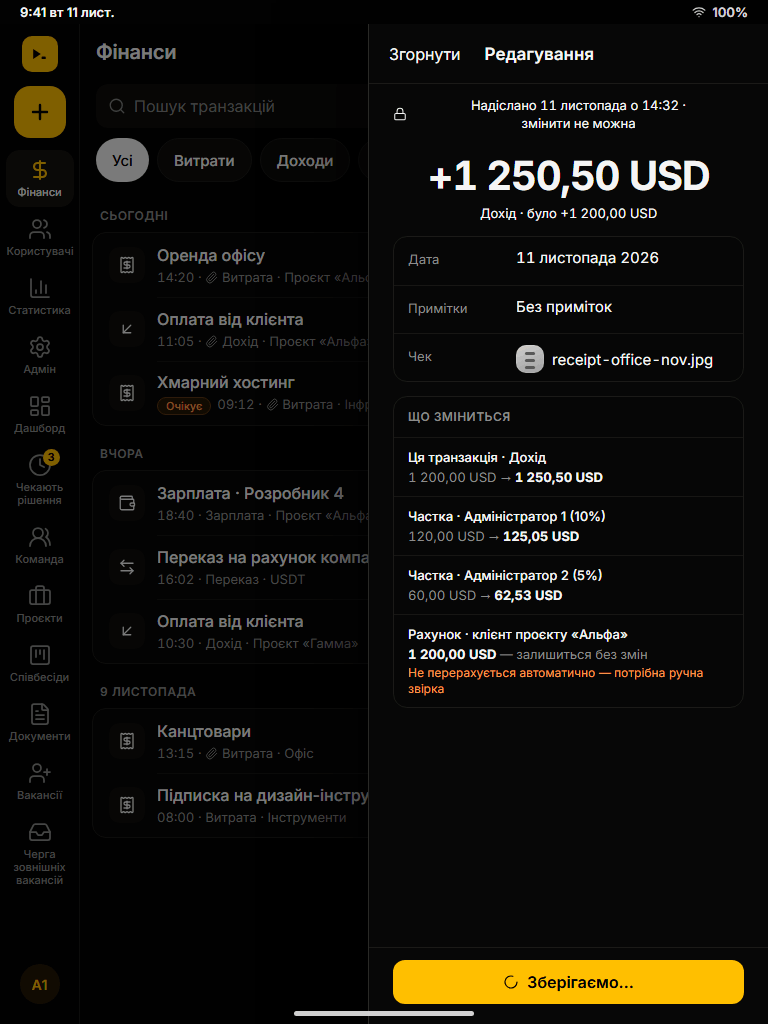 9:41 вт 11 лист.
100%
Фінанси
Користувачі
Статистика
Адмін
Дашборд
3
Чекають
рішення
Команда
Проєкти
Співбесіди
Документи
Вакансії
Черга
зовнішніх
вакансій
A1
Фінанси
Пошук транзакцій
Усі
Витрати
Доходи
СЬОГОДНІ
Оренда офісу
14:20 · Витрата · Проєкт «Аль
Оплата від клієнта
11:05 · Дохід · Проєкт «Альфа
Хмарний хостинг
Очікує 09:12 · Витрата · Інфр
ВЧОРА
Зарплата · Розробник 4
18:40 · Зарплата · Проєкт «Альфа
Переказ на рахунок компа
16:02 · Переказ · USDT
Оплата від клієнта
10:30 · Дохід · Проєкт «Гамма»
9 ЛИСТОПАДА
Канцтовари
13:15 · Витрата · Офіс
Підписка на дизайн-інстру
08:00 · Витрата · Інструменти
Згорнути
Редагування
Надіслано 11 листопада о 14:32 ·
змінити не можна
+1 250,50 USD
Дохід · було +1 200,00 USD
Дата 11 листопада 2026
Примітки Без приміток
Чек receipt-office-nov.jpg
ЩО ЗМІНИТЬСЯ
Ця транзакція · Дохід
1 200,00 USD → 1 250,50 USD
Частка · Адміністратор 1 (10%)
120,00 USD → 125,05 USD
Частка · Адміністратор 2 (5%)
60,00 USD → 62,53 USD
Рахунок · клієнт проєкту «Альфа»
1 200,00 USD — залишиться без змін
Не перерахується автоматично — потрібна ручна
звірка
Зберігаємо…